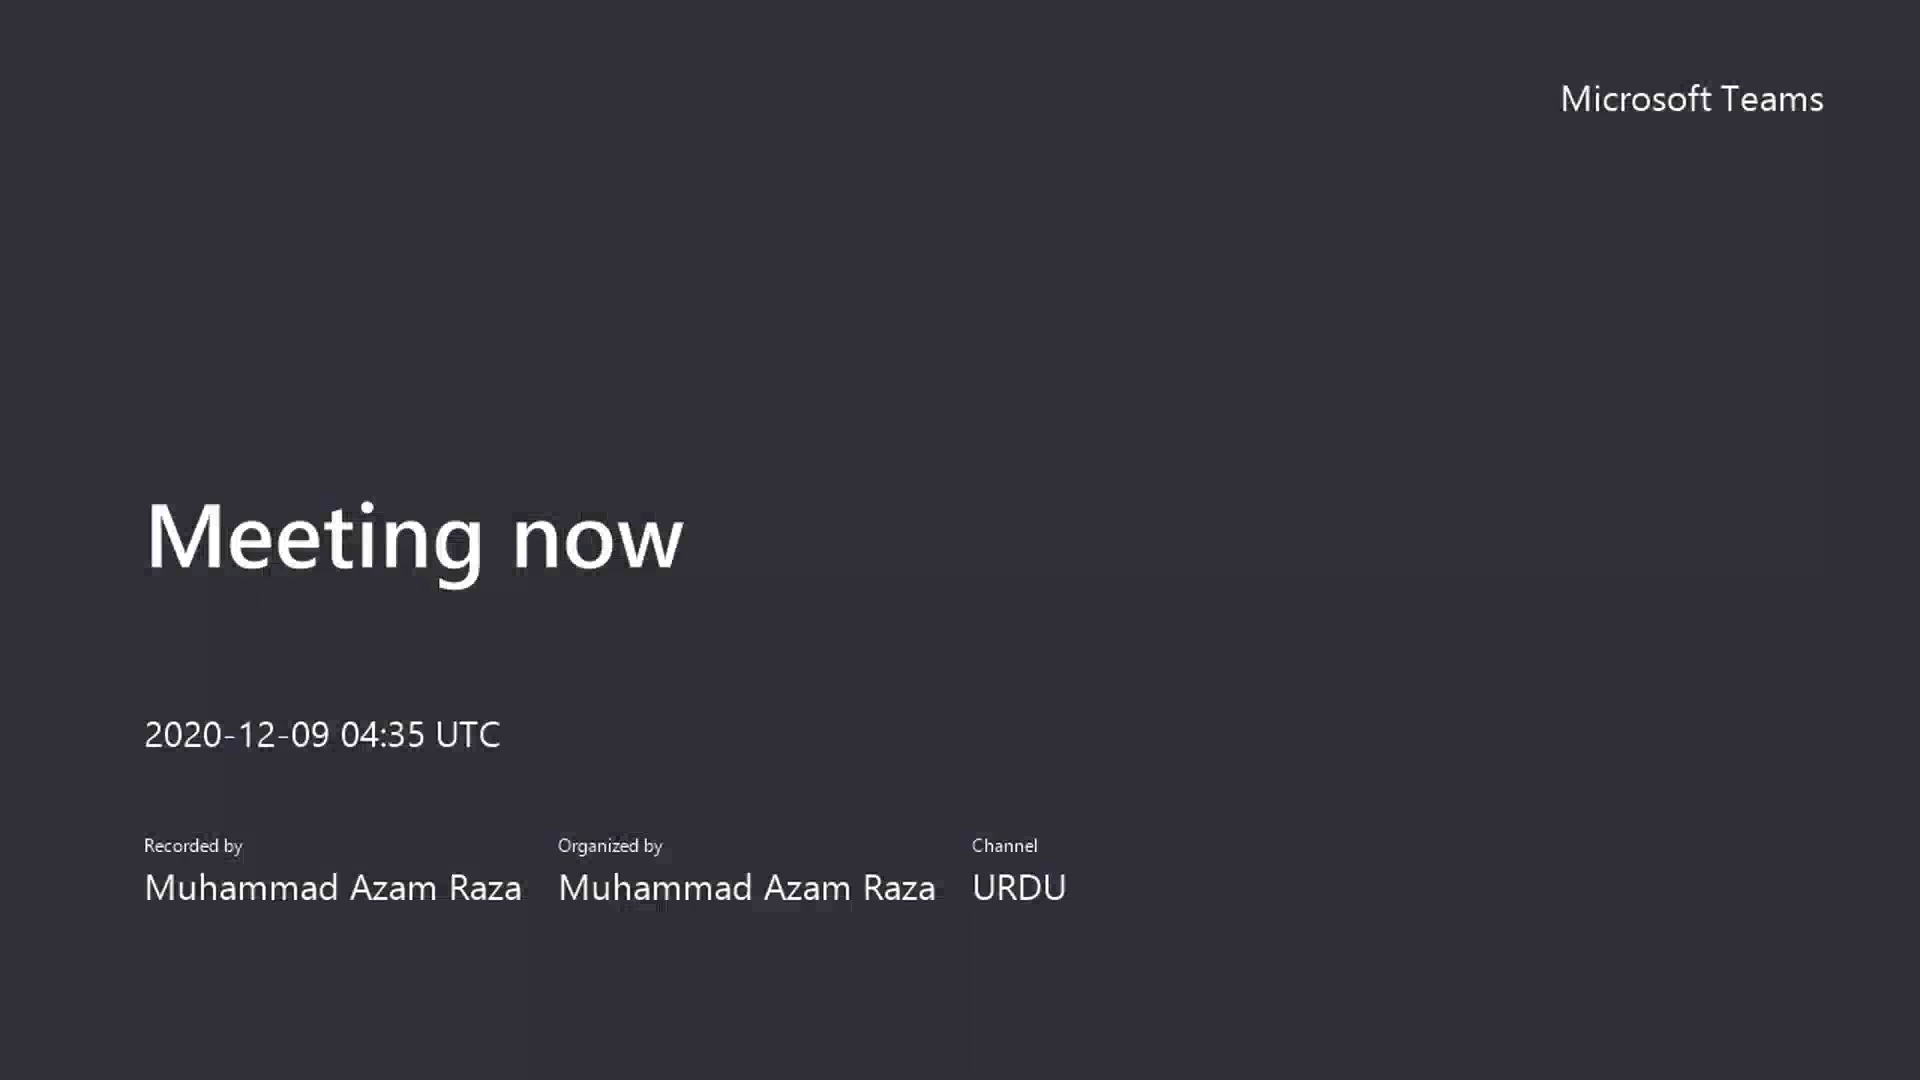 Microsoft Teams
Meeting now
2020-12-09 04:35 UTC
Recorded by Organized by Channel
Muhammad Azam Raza Muhammad Azam Raza URDU